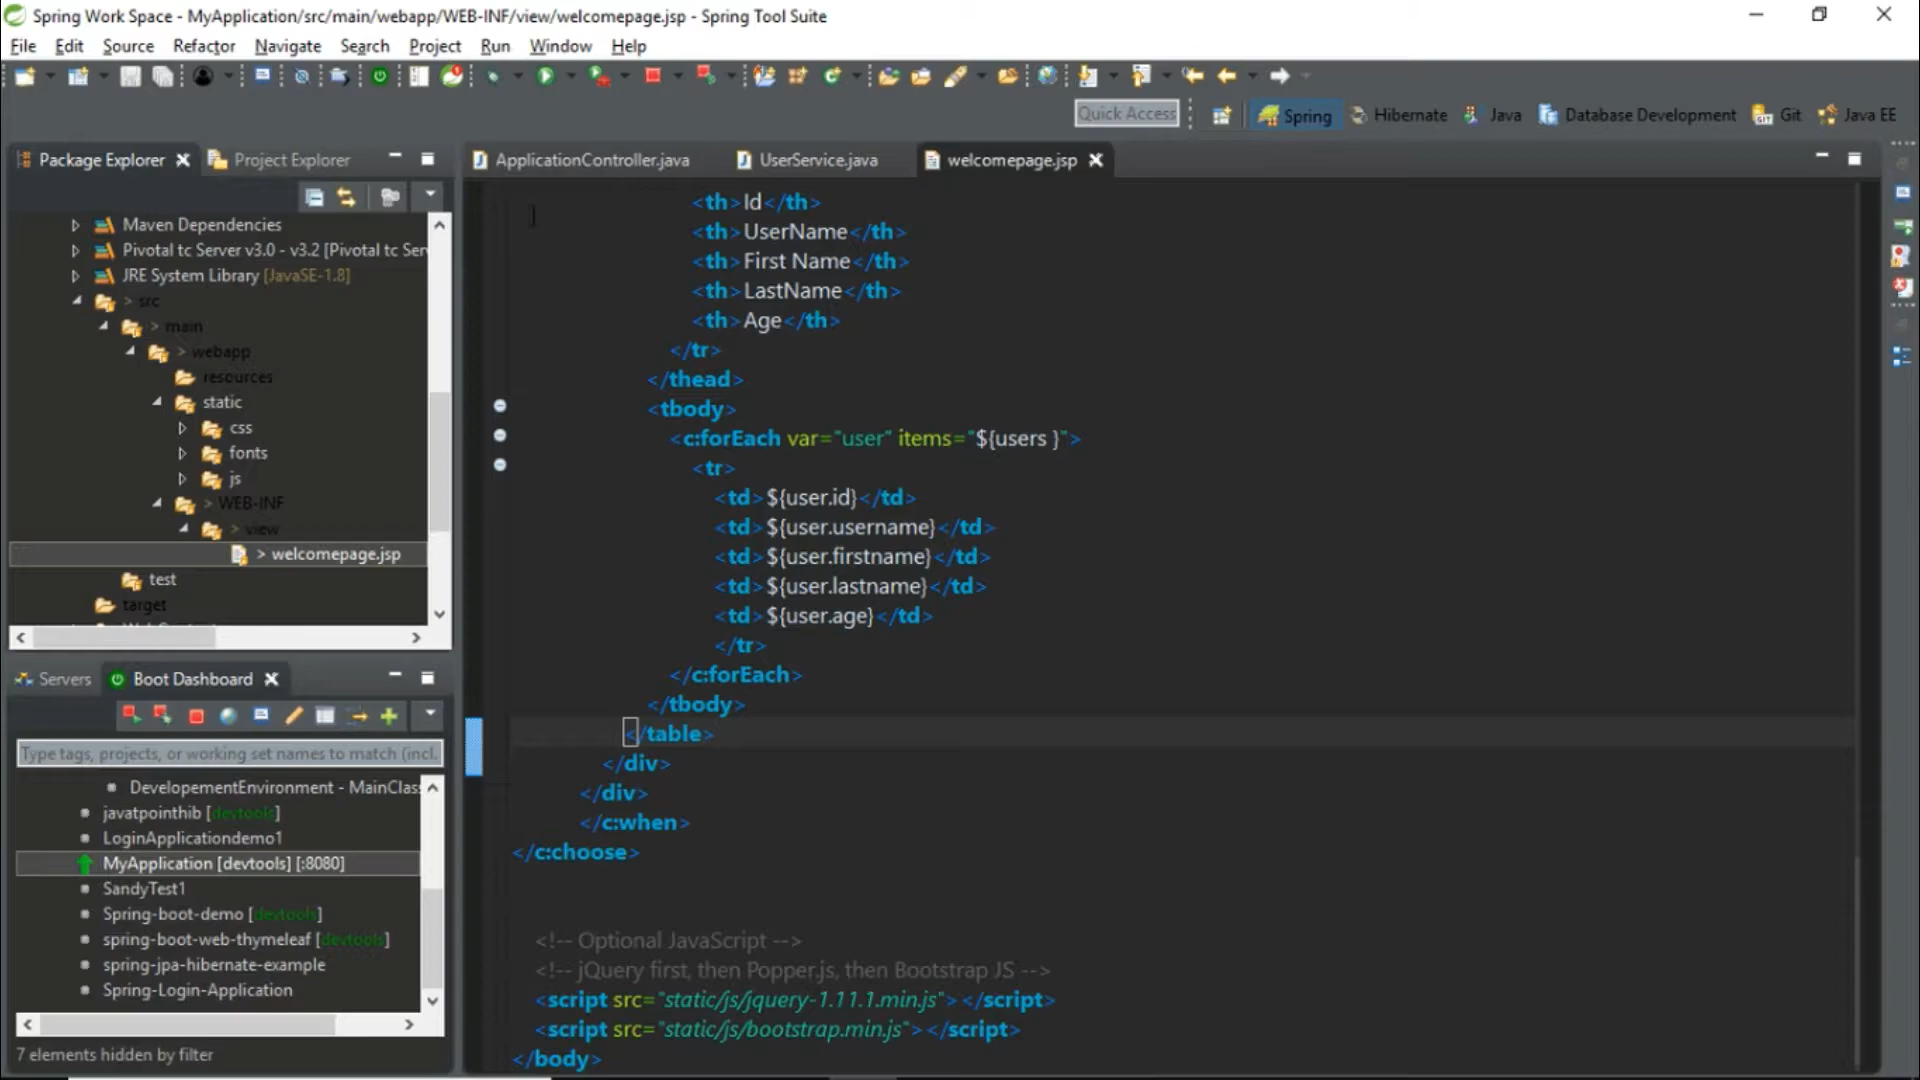 Spring Work Space - MyApplication/src/main/webapp/WEB-INF/view/welcomepage.jsp - Spring Tool Suite
File Edit Source Refactor Navigate Search Project Run Window Help
Quick Access Spring Hibernate Java Database Development Git Java EE
Package Explorer Project Explorer
Maven Dependencies
Pivotal tc Server v3.0 - v3.2 [Pivotal tc Ser
JRE System Library [JavaSE-1.8]
> src
> main
> webapp
resources
static
css
fonts
js
> WEB-INF
> view
> welcomepage.jsp
test
target
Servers Boot Dashboard
Type tags, projects, or working set names to match (incl.
DevelopementEnvironment - MainClass
javatpointhib [devtools]
LoginApplicationdemo1
MyApplication [devtools] [:8080]
SandyTest1
Spring-boot-demo [devtools]
spring-boot-web-thymeleaf [devtools]
spring-jpa-hibernate-example
Spring-Login-Application
7 elements hidden by filter
ApplicationController.java UserService.java welcomepage.jsp
<th>Id</th>
<th>UserName</th>
<th>First Name</th>
<th>LastName</th>
<th>Age</th>
</tr>
</thead>
<tbody>
<c:forEach var="user" items="${users }">
<tr>
<td>${user.id}</td>
<td>${user.username}</td>
<td>${user.firstname}</td>
<td>${user.lastname}</td>
<td>${user.age}</td>
</tr>
</c:forEach>
</tbody>
</table>
</div>
</div>
</c:when>
</c:choose>
<!-- Optional JavaScript -->
<!-- jQuery first, then Popper.js, then Bootstrap JS -->
<script src="static/js/jquery-1.11.1.min.js"></script>
<script src="static/js/bootstrap.min.js"></script>
</body>